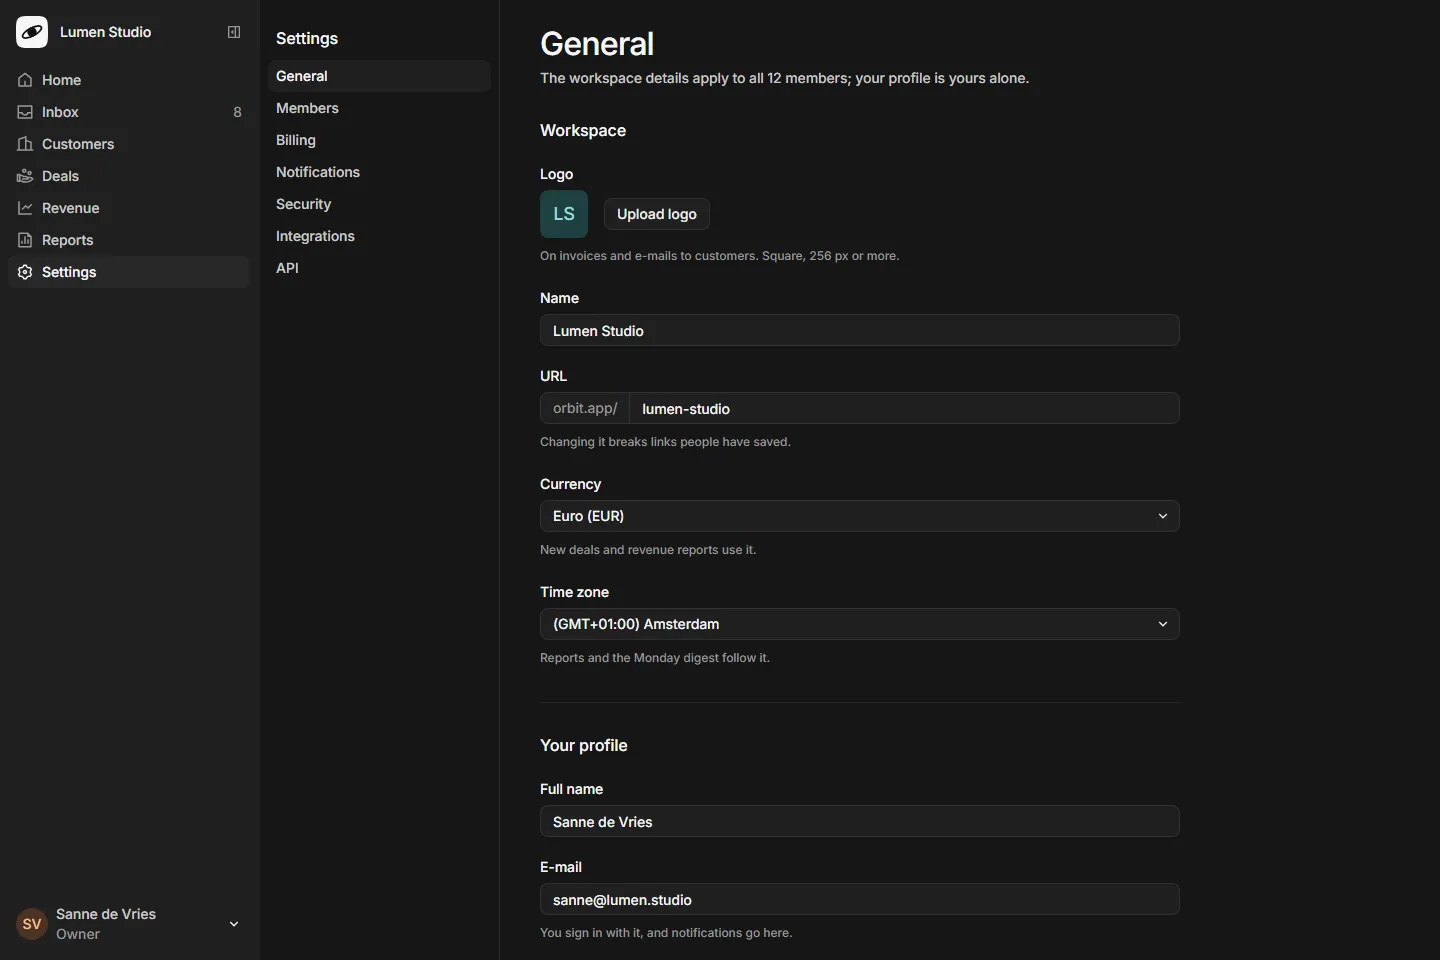 Lumen Studio
Home
Inbox 8
Customers
Deals
Revenue
Reports
Settings
SV
Sanne de Vries
Owner
Settings
General
Members
Billing
Notifications
Security
Integrations
API
General
The workspace details apply to all 12 members; your profile is yours alone.
Workspace
Logo
LS Upload logo
On invoices and e-mails to customers. Square, 256 px or more.
Name
Lumen Studio
URL
orbit.app/ lumen-studio
Changing it breaks links people have saved.
Currency
Euro (EUR)
New deals and revenue reports use it.
Time zone
(GMT+01:00) Amsterdam
Reports and the Monday digest follow it.
Your profile
Full name
Sanne de Vries
E-mail
sanne@lumen.studio
You sign in with it, and notifications go here.